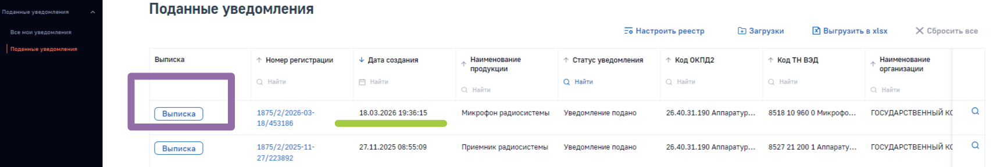 Поданные уведомления
Все мои уведомления
Поданные уведомления
Поданные уведомления
Настроить реестр Загрузки Выгрузить в xlsx Сбросить все
Выписка Номер регистрации Дата создания Наименование продукции Статус уведомления Код ОКПД2 Код ТН ВЭД Наименование организации
Найти Найти Найти Найти Найти Найти Найти
Выписка 1875/2/2026-03-18/453186 18.03.2026 19:36:15 Микрофон радиосистемы Уведомление подано 26.40.31.190 Аппаратур... 8518 10 960 0 Микрофо... ГОСУДАРСТВЕННЫЙ КС
Выписка 1875/2/2025-11-27/223892 27.11.2025 08:55:09 Приемник радиосистемы Уведомление подано 26.40.31.190 Аппаратур... 8527 21 200 1 Аппарату... ГОСУДАРСТВЕННЫЙ КС